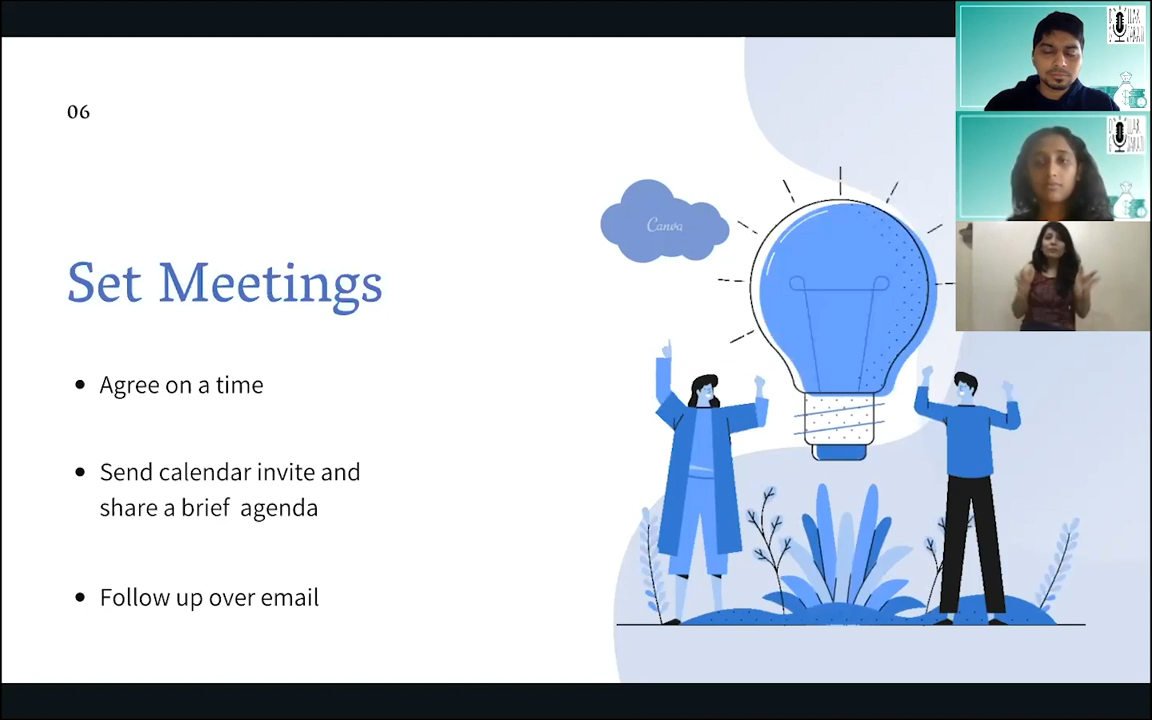 06
Canva
Set Meetings
Agree on a time
Send calendar invite and
share a brief agenda
Follow up over email